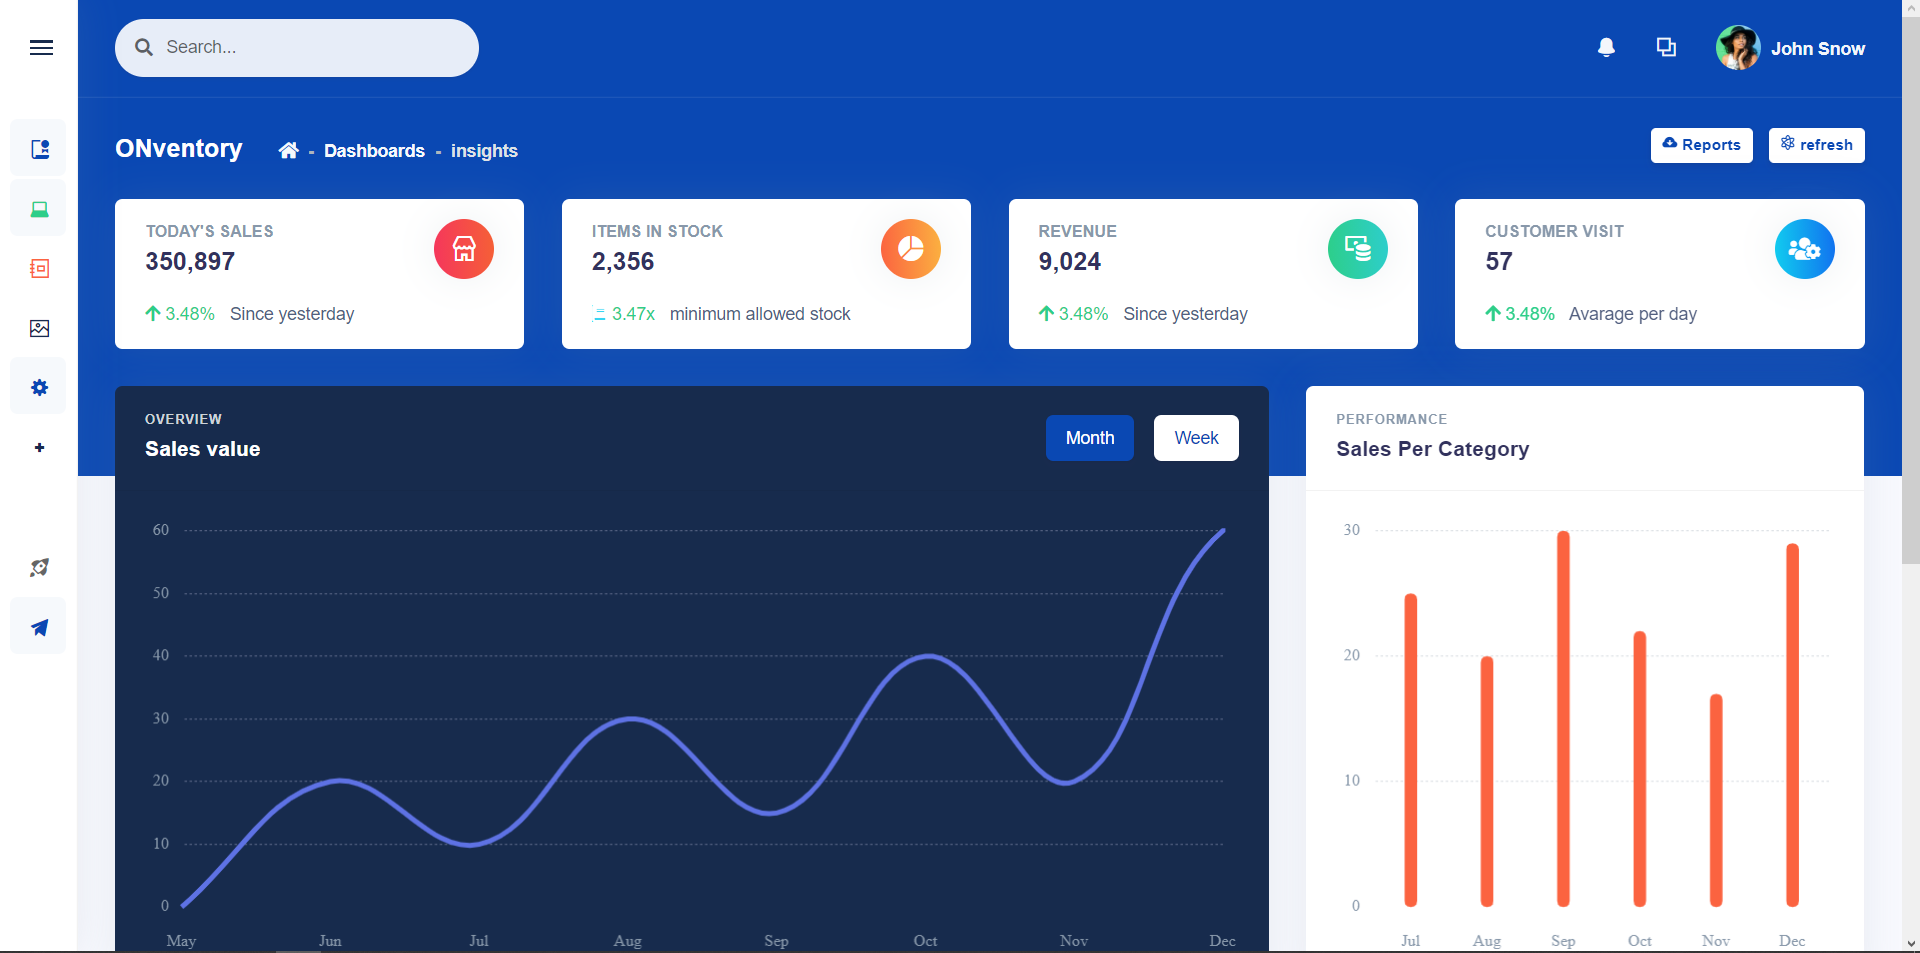 Search...
John Snow
ONventory
- Dashboards - insights
Reports
refresh
TODAY'S SALES
350,897
3.48% Since yesterday
ITEMS IN STOCK
2,356
3.47x minimum allowed stock
REVENUE
9,024
3.48% Since yesterday
CUSTOMER VISIT
57
3.48% Avarage per day
OVERVIEW
Sales value
Month
Week
60
50
40
30
20
10
0
May Jun Jul Aug Sep Oct Nov Dec
PERFORMANCE
Sales Per Category
30
20
10
0
Jul Aug Sep Oct Nov Dec